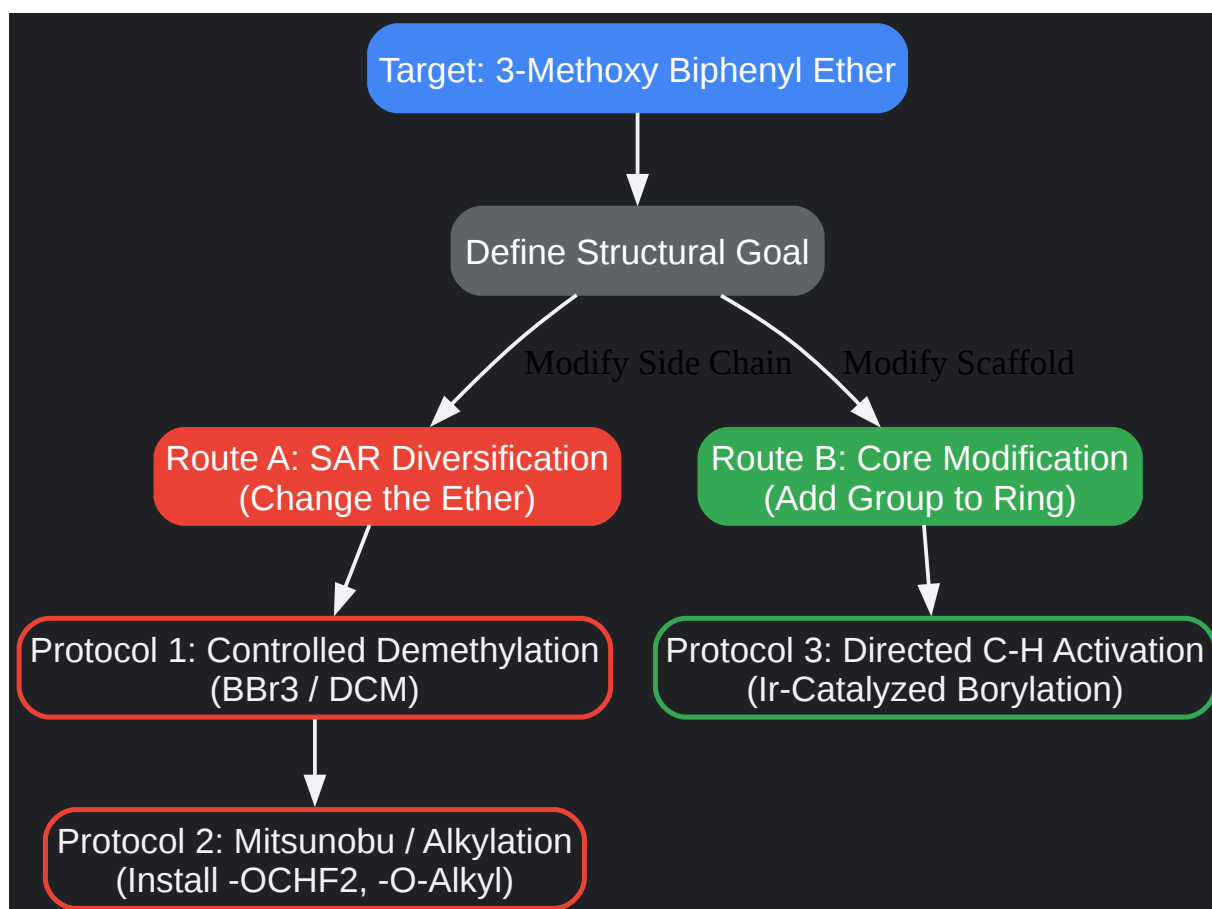 Target: 3-Methoxy Biphenyl Ether
Define Structural Goal
Modify Side Chain
Modify Scaffold
Route A: SAR Diversification
(Change the Ether)
Route B: Core Modification
(Add Group to Ring)
Protocol 1: Controlled Demethylation
(BBr3 / DCM)
Protocol 3: Directed C-H Activation
(Ir-Catalyzed Borylation)
Protocol 2: Mitsunobu / Alkylation
(Install -OCHF2, -O-Alkyl)